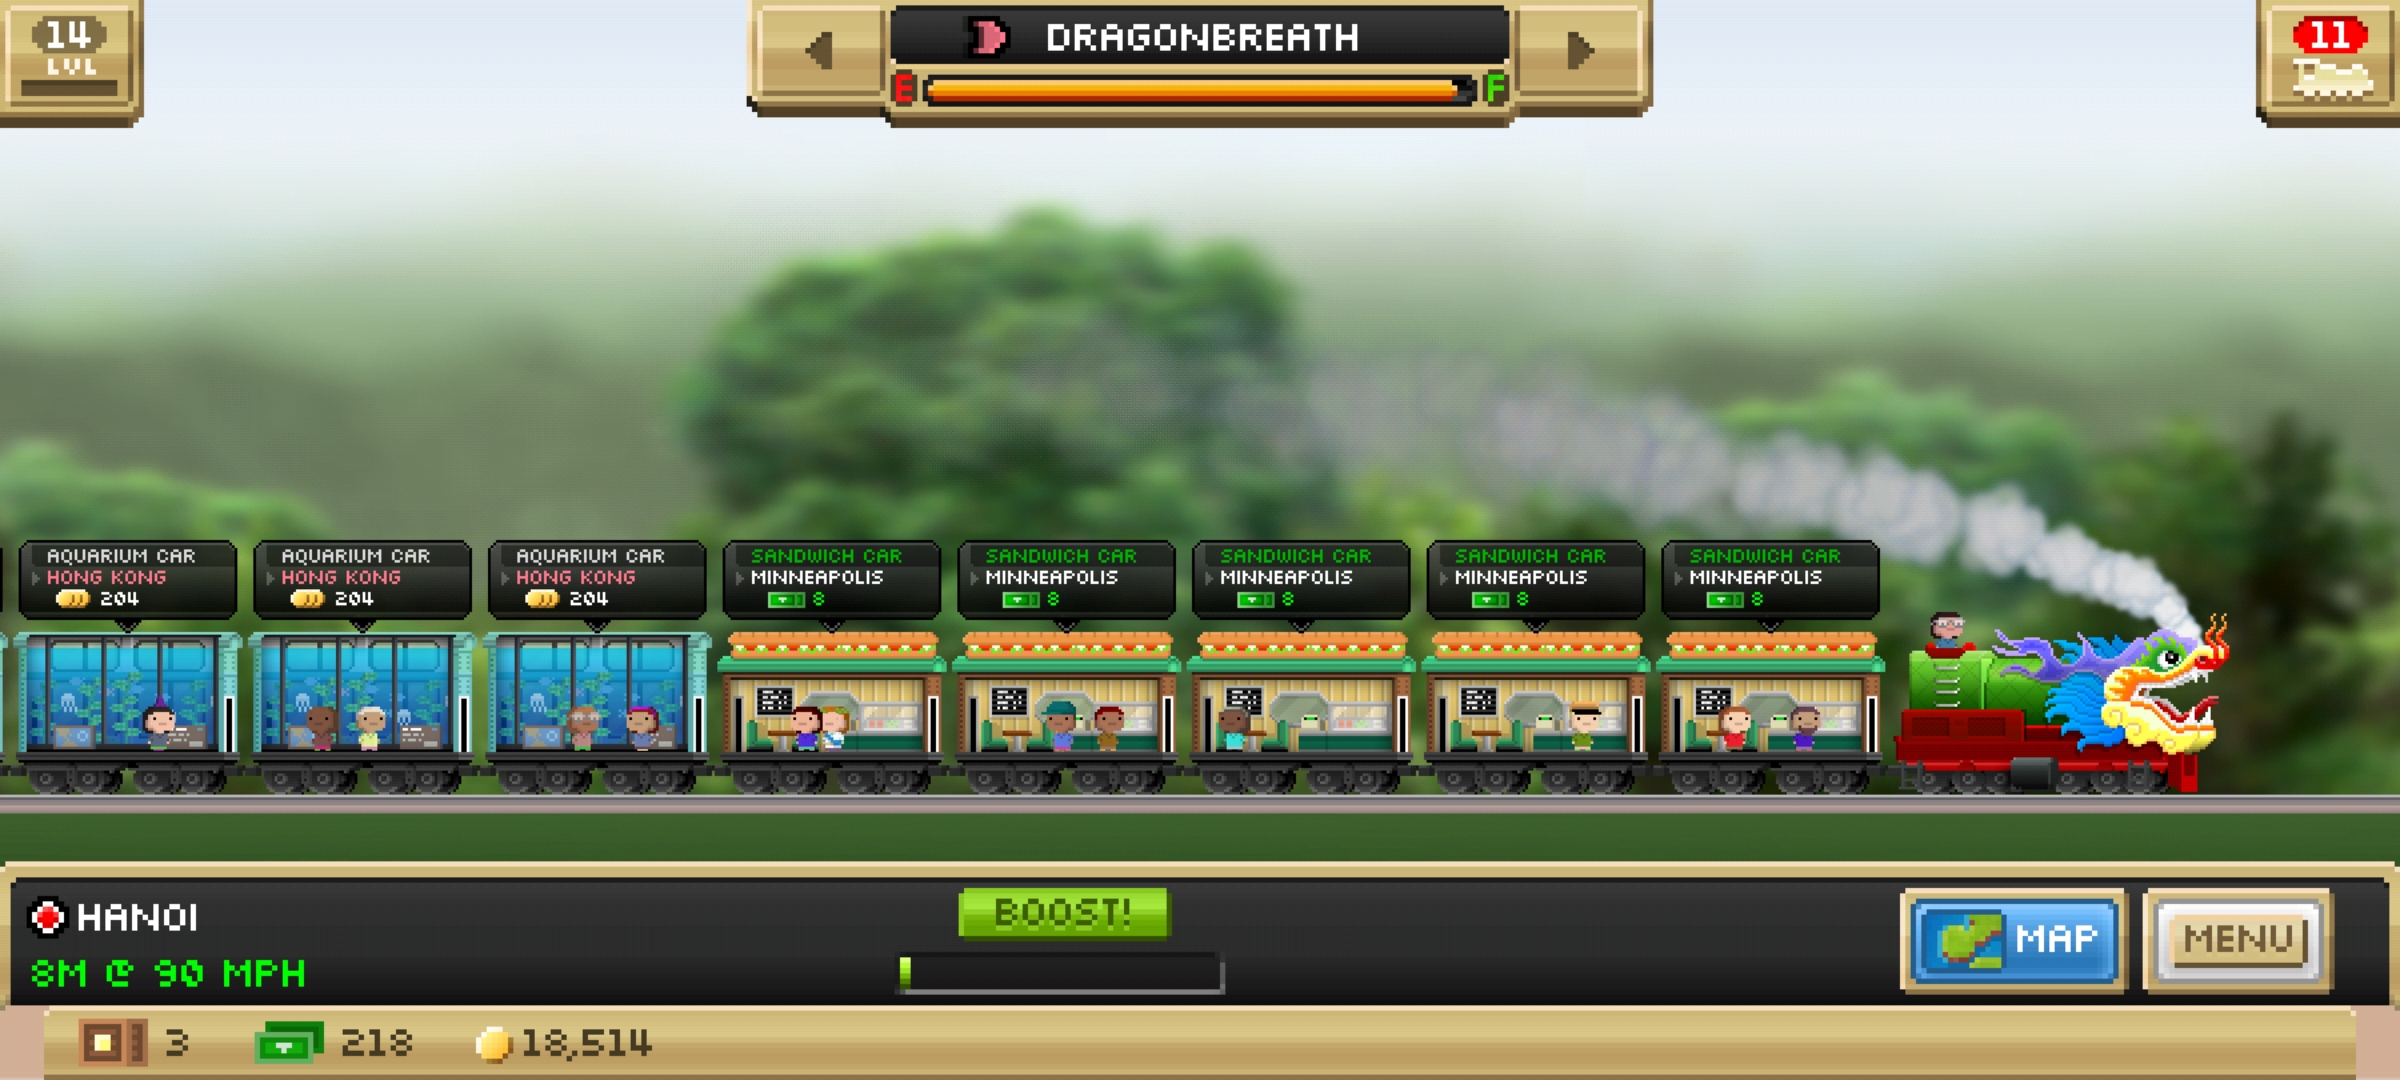 14
LVL
DRAGONBREATH
E
F
11
AQUARIUM CAR
HONG KONG
204
AQUARIUM CAR
HONG KONG
204
AQUARIUM CAR
HONG KONG
204
SANDWICH CAR
MINNEAPOLIS
8
SANDWICH CAR
MINNEAPOLIS
8
SANDWICH CAR
MINNEAPOLIS
8
SANDWICH CAR
MINNEAPOLIS
8
SANDWICH CAR
MINNEAPOLIS
8
HANOI
8M @ 90 MPH
BOOST!
MAP
MENU
3
218
18,514